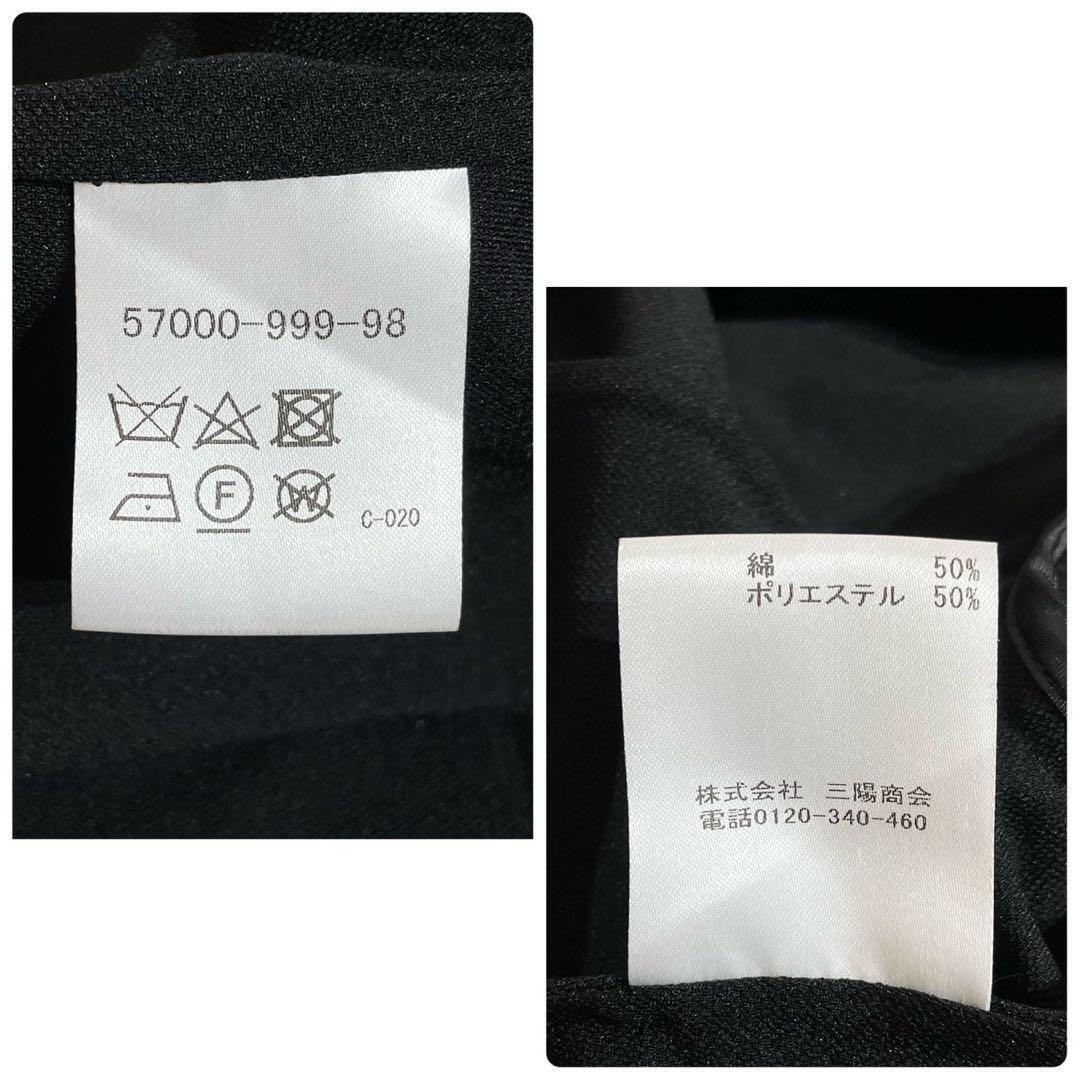 57000-999-98
F
W
C-020
綿 50%
ポリエステル 50%
株式会社 三陽商会
電話0120-340-460